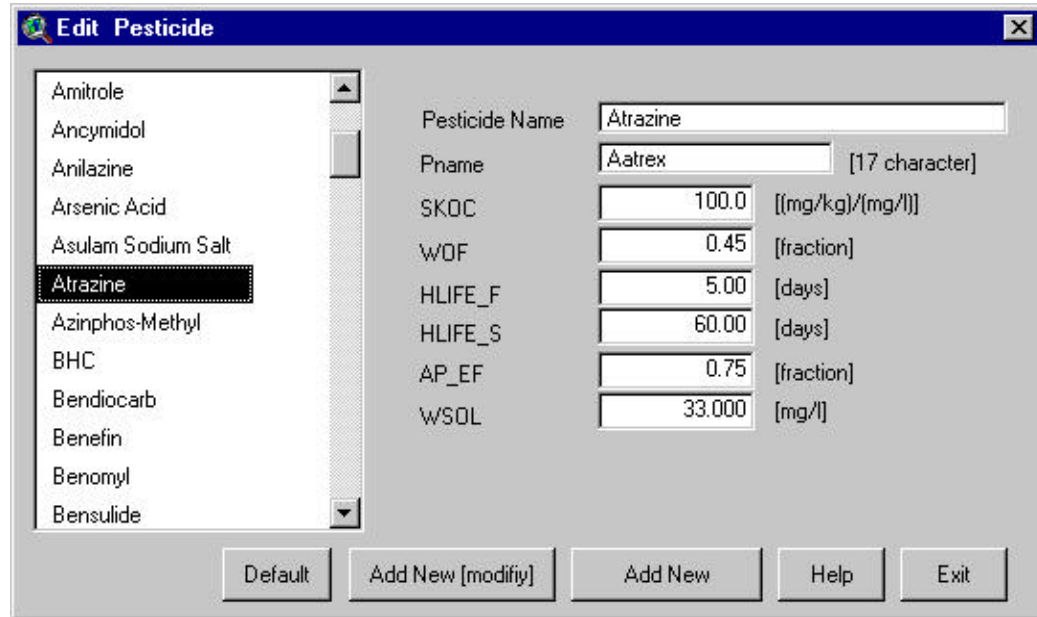 Edit Pesticide
Amitrole
Ancymidol
Anilazine
Arsenic Acid
Asulam Sodium Salt
Atrazine
Azinphos-Methyl
BHC
Bendiocarb
Benefin
Benomyl
Bensulide
Pesticide Name Atrazine
Pname Aatrex [17 character]
SKOC 100.0 [(mg/kg)/(mg/l)]
WOF 0.45 [fraction]
HLIFE_F 5.00 [days]
HLIFE_S 60.00 [days]
AP_EF 0.75 [fraction]
WSOL 33.000 [mg/l]
Default Add New [modifiy] Add New Help Exit